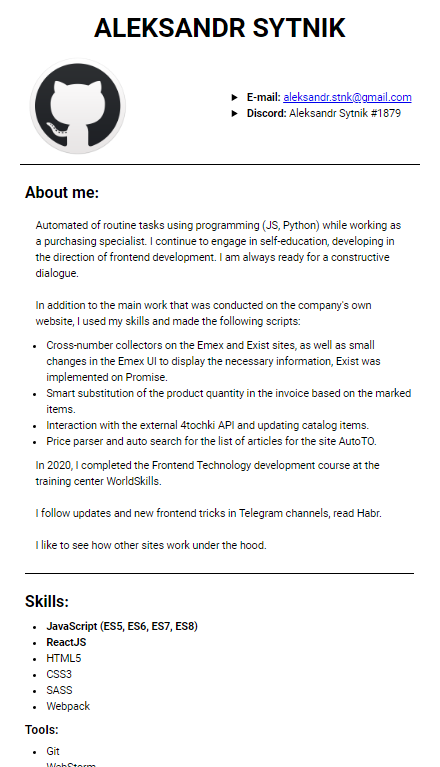 ALEKSANDR SYTNIK
E-mail: aleksandr.stnk@gmail.com
Discord: Aleksandr Sytnik #1879
About me:
Automated of routine tasks using programming (JS, Python) while working as
a purchasing specialist. I continue to engage in self-education, developing in
the direction of frontend development. I am always ready for a constructive
dialogue.
In addition to the main work that was conducted on the company's own
website, I used my skills and made the following scripts:
Cross-number collectors on the Emex and Exist sites, as well as small
changes in the Emex UI to display the necessary information, Exist was
implemented on Promise.
Smart substitution of the product quantity in the invoice based on the marked
items.
Interaction with the external 4tochki API and updating catalog items.
Price parser and auto search for the list of articles for the site AutoTO.
In 2020, I completed the Frontend Technology development course at the
training center WorldSkills.
I follow updates and new frontend tricks in Telegram channels, read Habr.
I like to see how other sites work under the hood.
Skills:
JavaScript (ES5, ES6, ES7, ES8)
ReactJS
HTML5
CSS3
SASS
Webpack
Tools:
Git
WebStorm